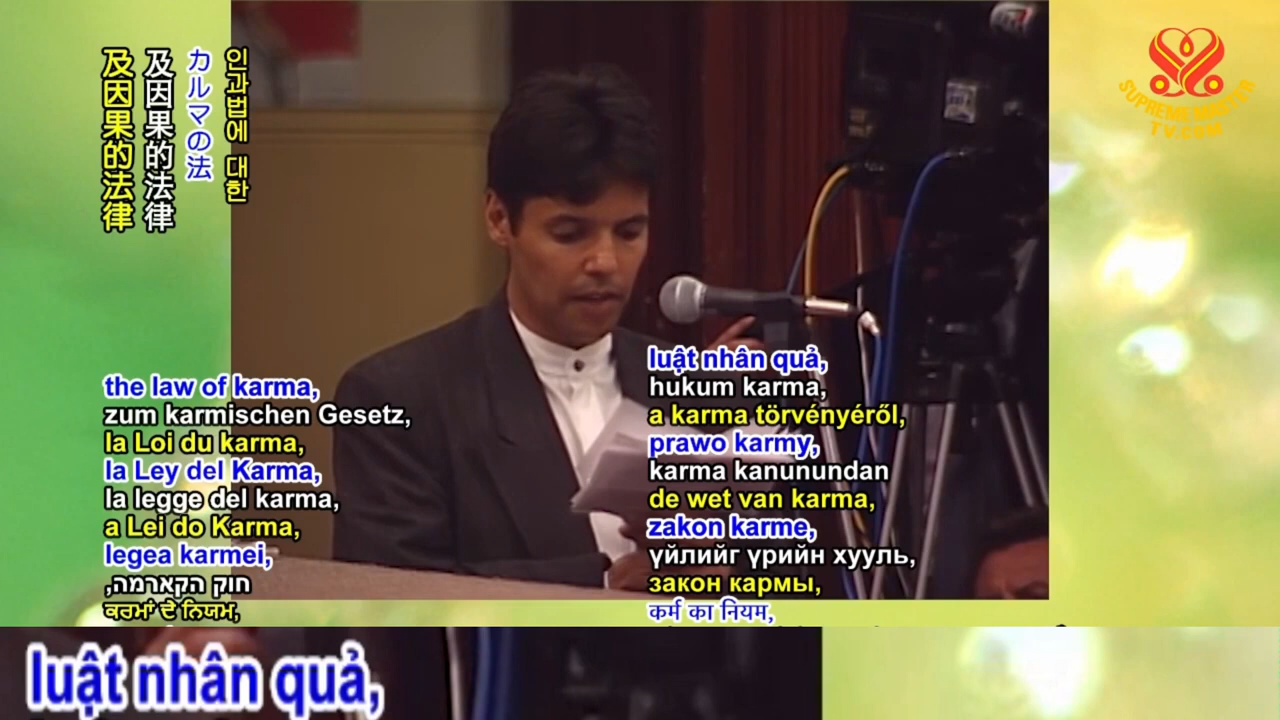 及因果的法律
及因果的法律
カルマの法
인과법에 대한
SUPREME MASTER
TV.COM
the law of karma,
zum karmischen Gesetz,
la Loi du karma,
la Ley del Karma,
la legge del karma,
a Lei do Karma,
legea karmei,
חוק הקארמה,
ਕਰਮਾਂ ਦੇ ਨਿਯਮ,
luật nhân quả,
hukum karma,
a karma törvényéről,
prawo karmy,
karma kanunundan
de wet van karma,
zakon karme,
үйлийг үрийн хууль,
закон кармы,
कर्म का नियम,
luật nhân quả,